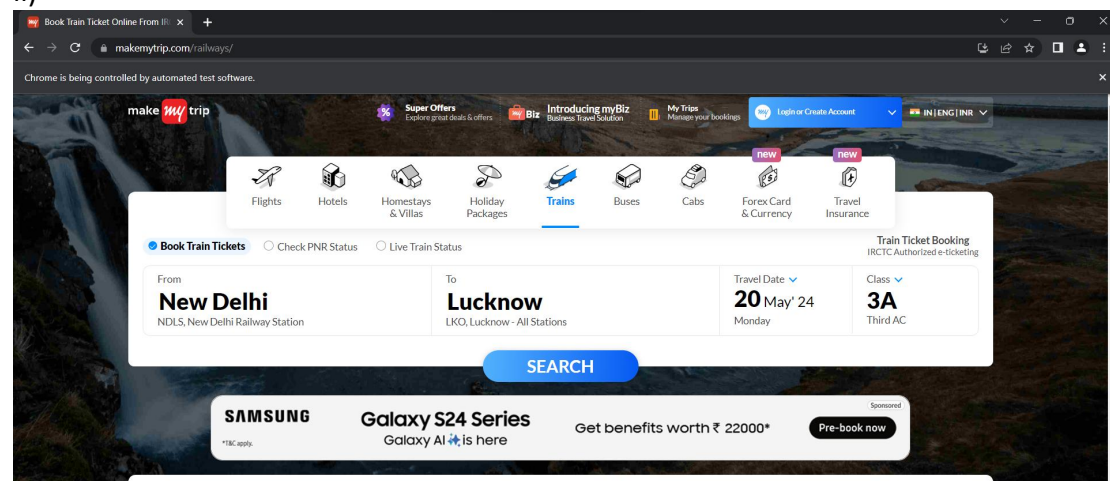 Book Train Ticket Online From IR
makemytrip.com/railways/
Chrome is being controlled by automated test software.
make my trip
% Super Offers
Explore great deals & offers
my Biz Introducing myBiz
Business Travel Solution
My Trips
Manage your bookings
my Login or Create Account
IN | ENG | INR
new
new
Flights
Hotels
Homestays
& Villas
Holiday
Packages
Trains
Buses
Cabs
Forex Card
& Currency
Travel
Insurance
Book Train Tickets
Check PNR Status
Live Train Status
Train Ticket Booking
IRCTC Authorized e-ticketing
From
New Delhi
NDLS, New Delhi Railway Station
To
Lucknow
LKO, Lucknow - All Stations
Travel Date
20 May' 24
Monday
Class
3A
Third AC
SEARCH
SAMSUNG
*T&C apply.
Galaxy S24 Series
Galaxy AI is here
Get benefits worth ₹ 22000*
Sponsored
Pre-book now